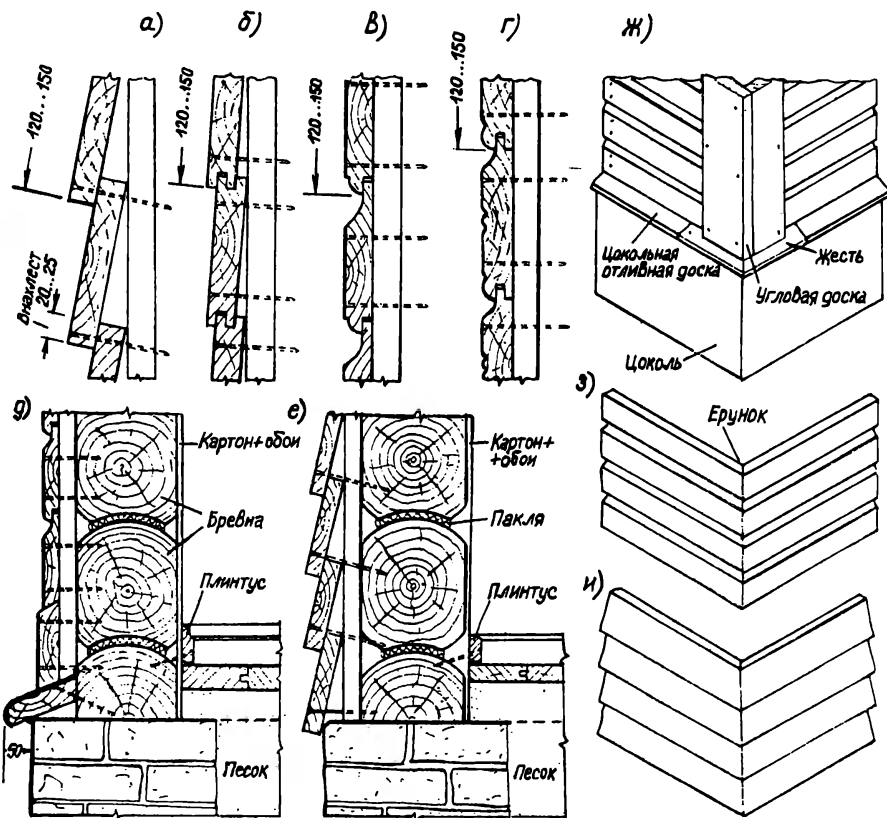 а)
б)
в)
г)
ж)
120...150
120...150
120...150
120...150
Внахлест
20...25
Цокольная
отливная доска
Жесть
Угловая доска
Цоколь
д)
е)
з)
Картон+обои
Картон+
+обои
Ерунок
Бревна
Пакля
Плинтус
Плинтус
и)
50
Песок
Песок